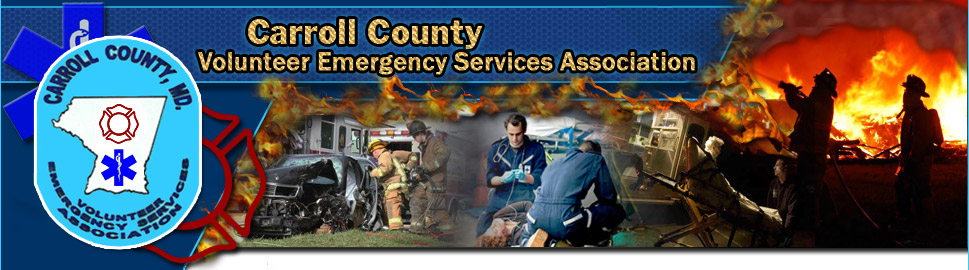 Carroll County
Volunteer Emergency Services Association
CARROLL COUNTY, MD.
VOLUNTEER
EMERGENCY SERVICES
ASSOCIATION